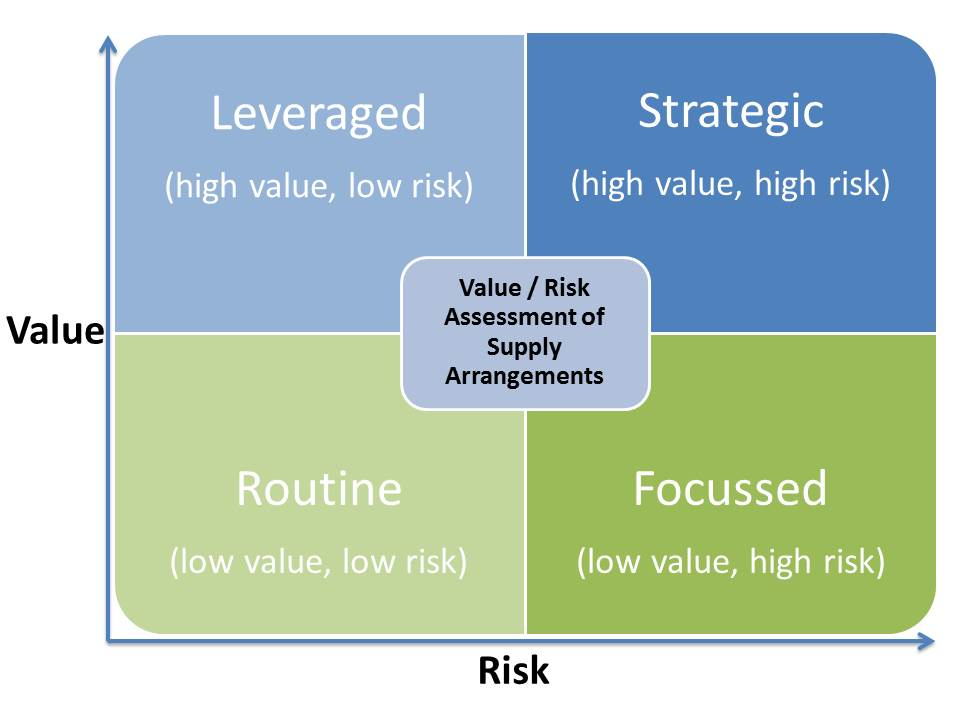 Leveraged
(high value, low risk)
Strategic
(high value, high risk)
Value / Risk
Assessment of
Supply
Arrangements
Value
Routine
(low value, low risk)
Focussed
(low value, high risk)
Risk